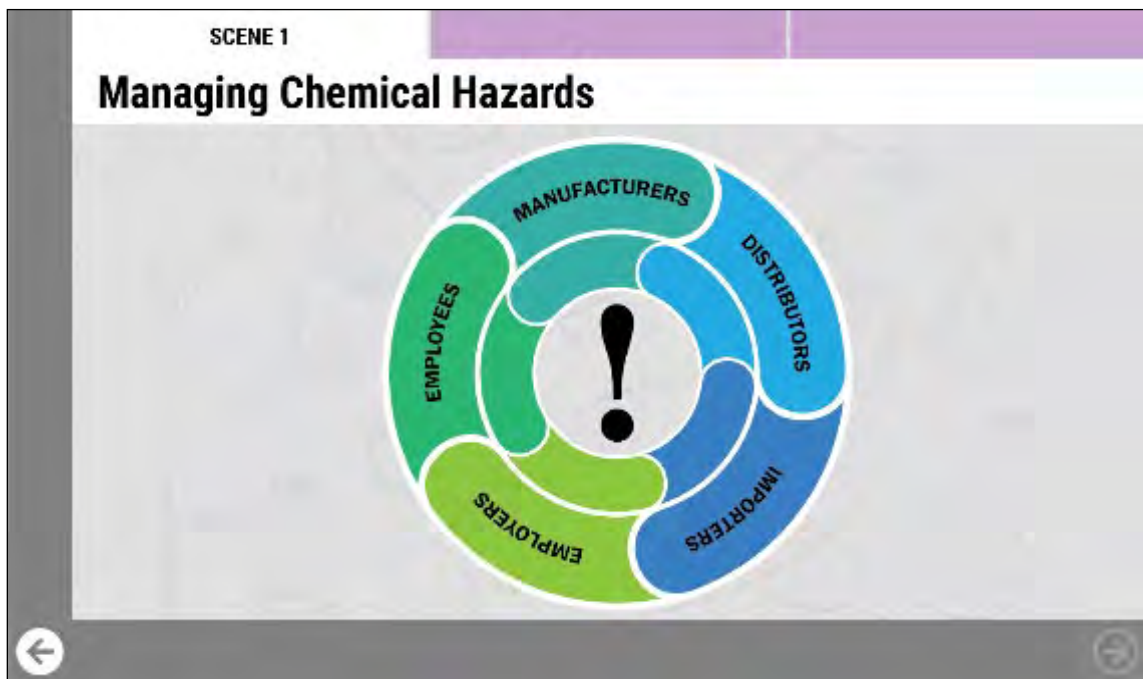 SCENE 1
Managing Chemical Hazards
MANUFACTURERS
DISTRIBUTORS
IMPORTERS
EMPLOYERS
EMPLOYEES
!